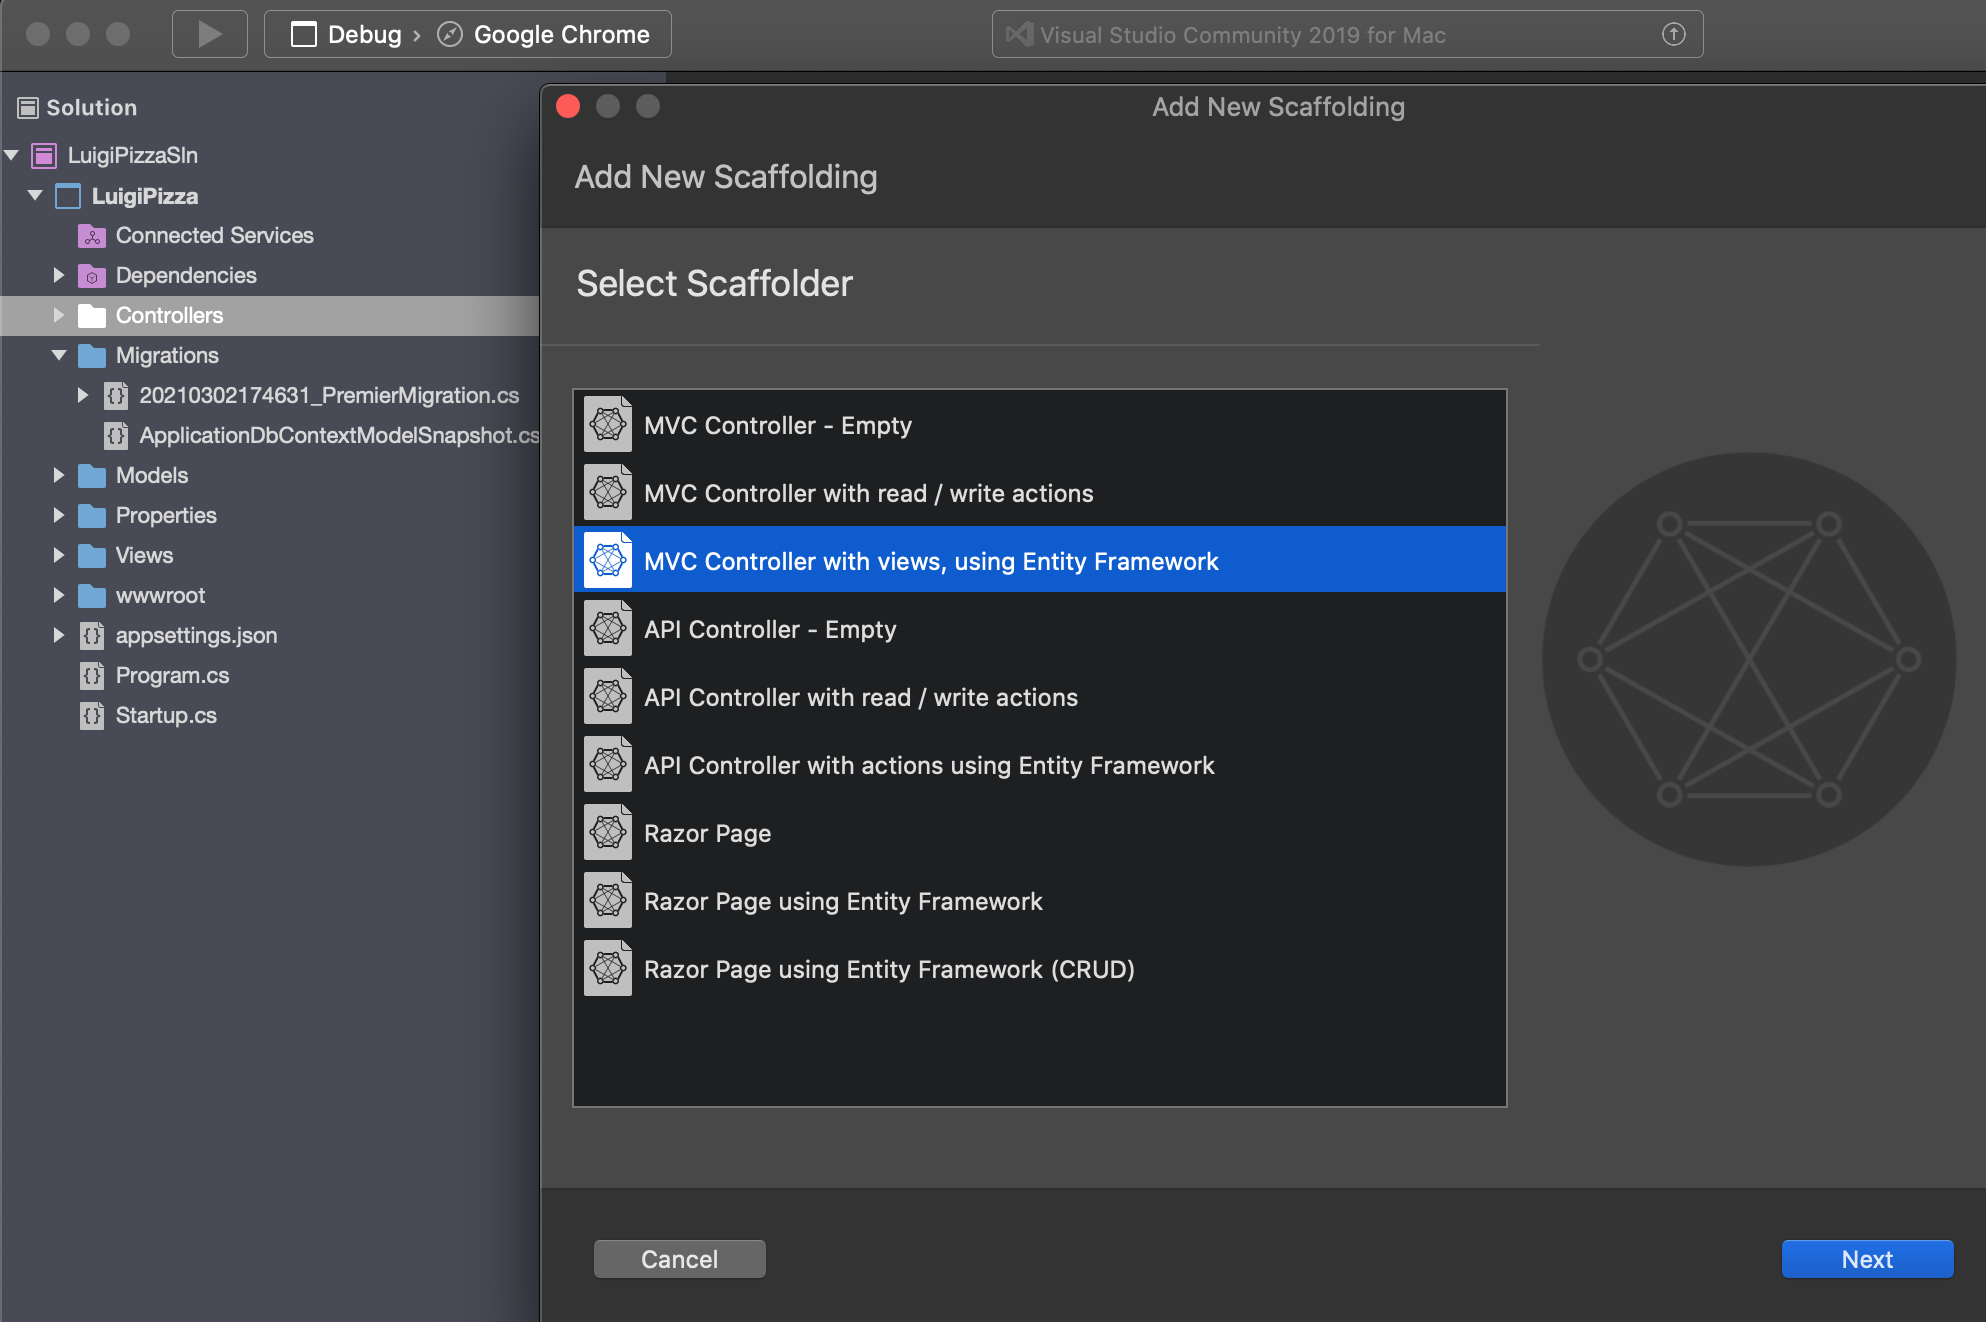 Debug › Google Chrome
Visual Studio Community 2019 for Mac
Solution
LuigiPizzaSln
LuigiPizza
Connected Services
Dependencies
Controllers
Migrations
20210302174631_PremierMigration.cs
ApplicationDbContextModelSnapshot.cs
Models
Properties
Views
wwwroot
appsettings.json
Program.cs
Startup.cs
Add New Scaffolding
Add New Scaffolding
Select Scaffolder
MVC Controller - Empty
MVC Controller with read / write actions
MVC Controller with views, using Entity Framework
API Controller - Empty
API Controller with read / write actions
API Controller with actions using Entity Framework
Razor Page
Razor Page using Entity Framework
Razor Page using Entity Framework (CRUD)
Cancel
Next